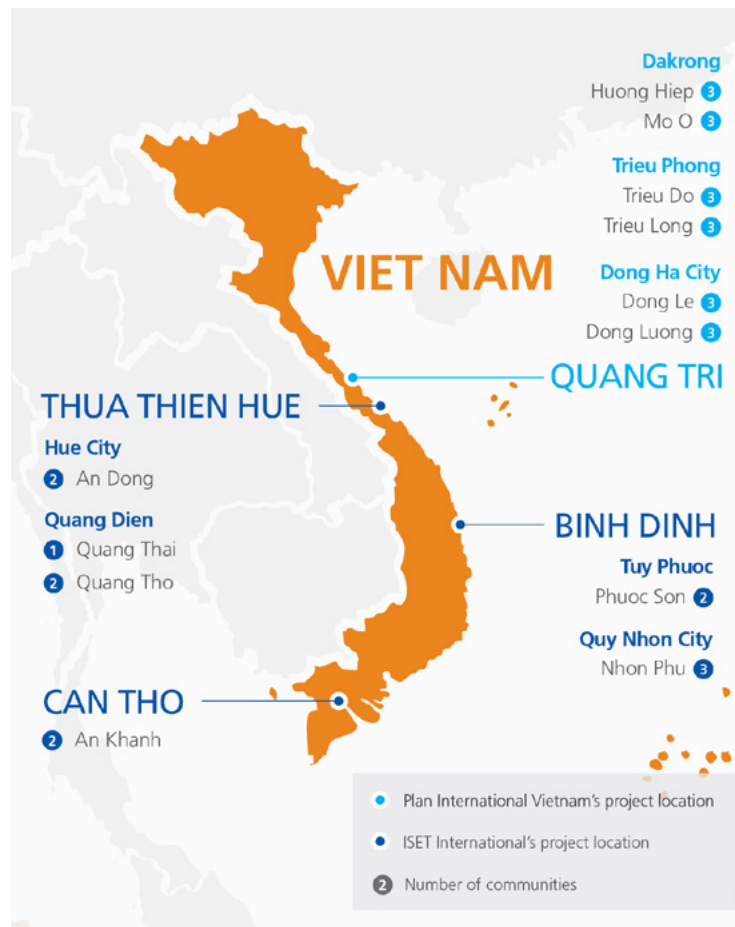 Dakrong
Huong Hiep 3
Mo O 3
Trieu Phong
Trieu Do 3
Trieu Long 3
Dong Ha City
Dong Le 3
Dong Luong 3
VIET NAM
QUANG TRI
THUA THIEN HUE
Hue City
2 An Dong
Quang Dien
1 Quang Thai
2 Quang Tho
BINH DINH
Tuy Phuoc
Phuoc Son 2
Quy Nhon City
Nhon Phu 3
CAN THO
2 An Khanh
Plan International Vietnam's project location
ISET International's project location
2 Number of communities